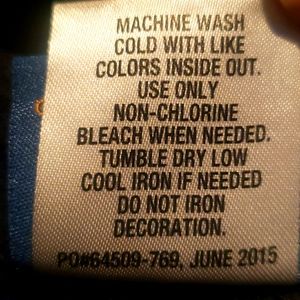 MACHINE WASH
COLD WITH LIKE
COLORS INSIDE OUT.
USE ONLY
NON-CHLORINE
BLEACH WHEN NEEDED.
TUMBLE DRY LOW
COOL IRON IF NEEDED
DO NOT IRON
DECORATION.
PO#64509-769, JUNE 2015